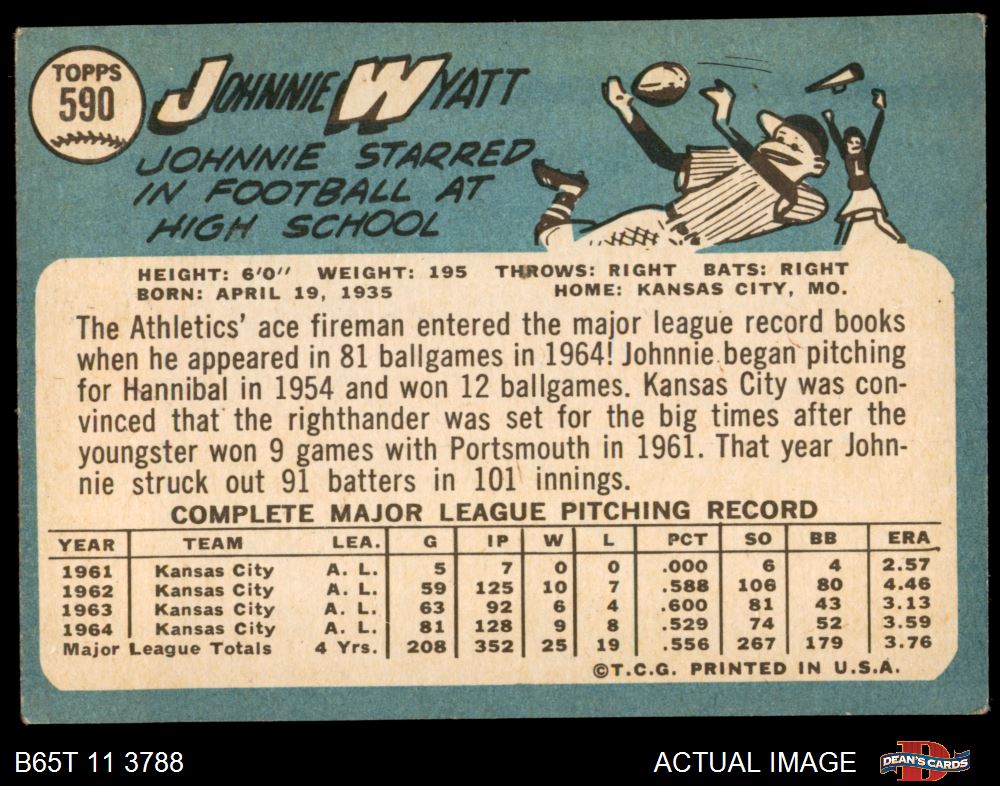 TOPPS
590
JOHNNIE WYATT
JOHNNIE STARRED
IN FOOTBALL AT
HIGH SCHOOL
L
HEIGHT: 6'0" WEIGHT: 195 THROWS: RIGHT BATS: RIGHT
BORN: APRIL 19, 1935 HOME: KANSAS CITY, MO.
The Athletics' ace fireman entered the major league record books
when he appeared in 81 ballgames in 1964! Johnnie began pitching
for Hannibal in 1954 and won 12 ballgames. Kansas City was con-
vinced that the righthander was set for the big times after the
youngster won 9 games with Portsmouth in 1961. That year John-
nie struck out 91 batters in 101 innings.
COMPLETE MAJOR LEAGUE PITCHING RECORD
YEAR TEAM LEA. G IP W L PCT SO BB ERA
1961 Kansas City A. L. 5 7 0 0 .000 6 4 2.57
1962 Kansas City A. L. 59 125 10 7 .588 106 80 4.46
1963 Kansas City A. L. 63 92 6 4 .600 81 43 3.13
1964 Kansas City A. L. 81 128 9 8 .529 74 52 3.59
Major League Totals 4 Yrs. 208 352 25 19 .556 267 179 3.76
©T.C.G. PRINTED IN U.S.A.
B65T 11 3788 ACTUAL IMAGE DEAN'S CARDS